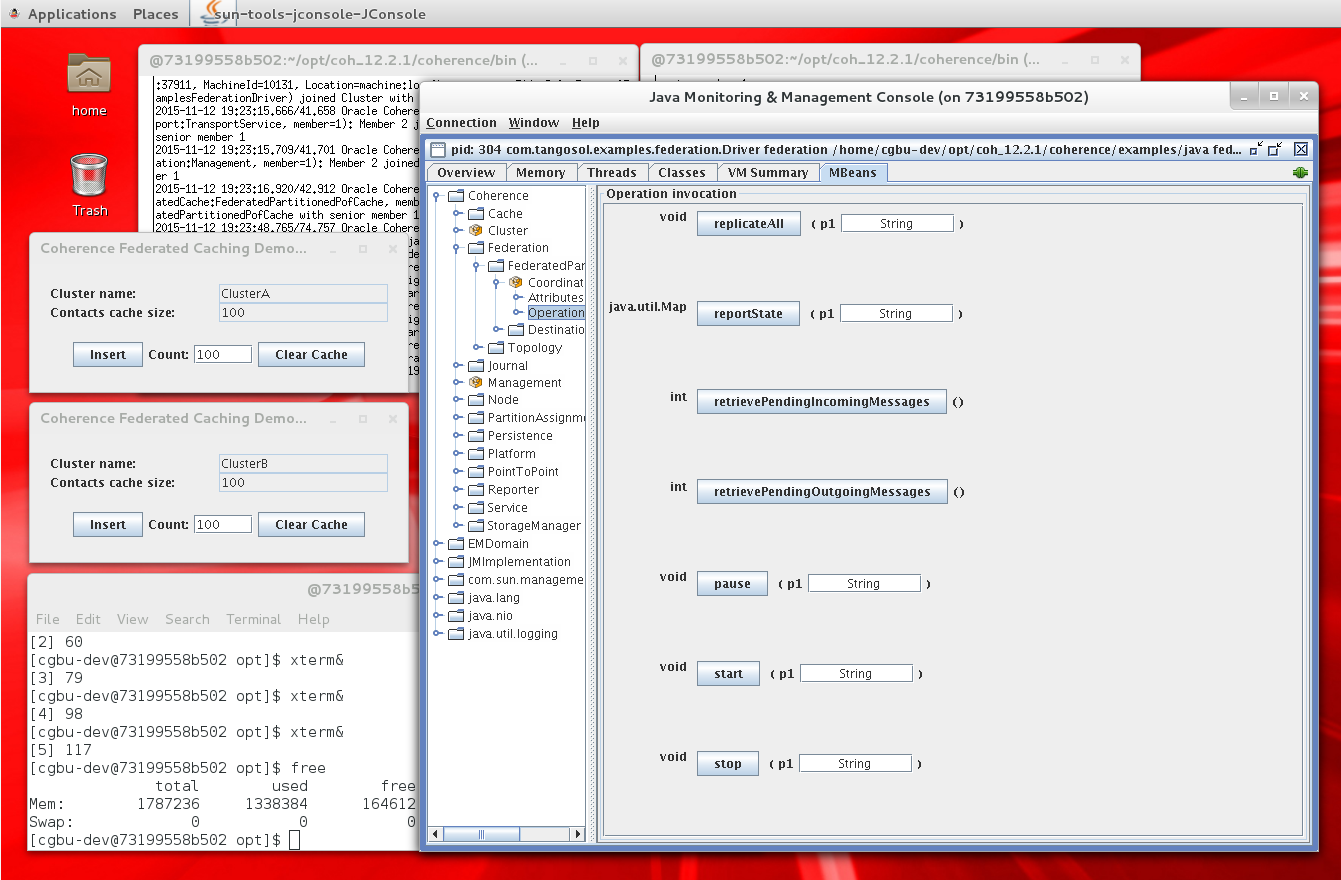 Applications Places sun-tools-jconsole-JConsole
home
Trash
@73199558b502:~/opt/coh_12.2.1/coherence/bin (...
@73199558b502:~/opt/coh_12.2.1/coherence/bin (...
:37911, MachineId=10131, Location=machine:
amplesFederationDriver) joined Cluster with
2015-11-12 19:23:15.666/41.658 Oracle Cohere
port:TransportService, member=1): Member 2 j
senior member 1
2015-11-12 19:23:15.709/41.701 Oracle Cohere
ation:Management, member=1): Member 2 joined
er 1
2015-11-12 19:23:16.920/42.912 Oracle Cohere
atedCache:FederatedPartitionedPofCache, memb
atedPartitionedPofCache with senior member 1
2015-11-12 19:23:48.765/74.757 Oracle Cohere
Coherence Federated Caching Demo...
Cluster name: ClusterA
Contacts cache size: 100
Insert Count: 100 Clear Cache
Coherence Federated Caching Demo...
Cluster name: ClusterB
Contacts cache size: 100
Insert Count: 100 Clear Cache
@73199558b5
File Edit View Search Terminal Help
[2] 60
[cgbu-dev@73199558b502 opt]$ xterm&
[3] 79
[cgbu-dev@73199558b502 opt]$ xterm&
[4] 98
[cgbu-dev@73199558b502 opt]$ xterm&
[5] 117
[cgbu-dev@73199558b502 opt]$ free
total used free
Mem: 1787236 1338384 164612
Swap: 0 0 0
[cgbu-dev@73199558b502 opt]$
Java Monitoring & Management Console (on 73199558b502)
Connection Window Help
pid: 304 com.tangosol.examples.federation.Driver federation /home/cgbu-dev/opt/coh_12.2.1/coherence/examples/java fed...
Overview Memory Threads Classes VM Summary MBeans
Coherence
Cache
Cluster
Federation
FederatedPar
Coordinat
Attributes
Operation
Destinatio
Topology
Journal
Management
Node
PartitionAssignm
Persistence
Platform
PointToPoint
Reporter
Service
StorageManager
EMDomain
JMImplementation
com.sun.manageme
java.lang
java.nio
java.util.logging
Operation invocation
void replicateAll ( p1 String )
java.util.Map reportState ( p1 String )
int retrievePendingIncomingMessages ()
int retrievePendingOutgoingMessages ()
void pause ( p1 String )
void start ( p1 String )
void stop ( p1 String )